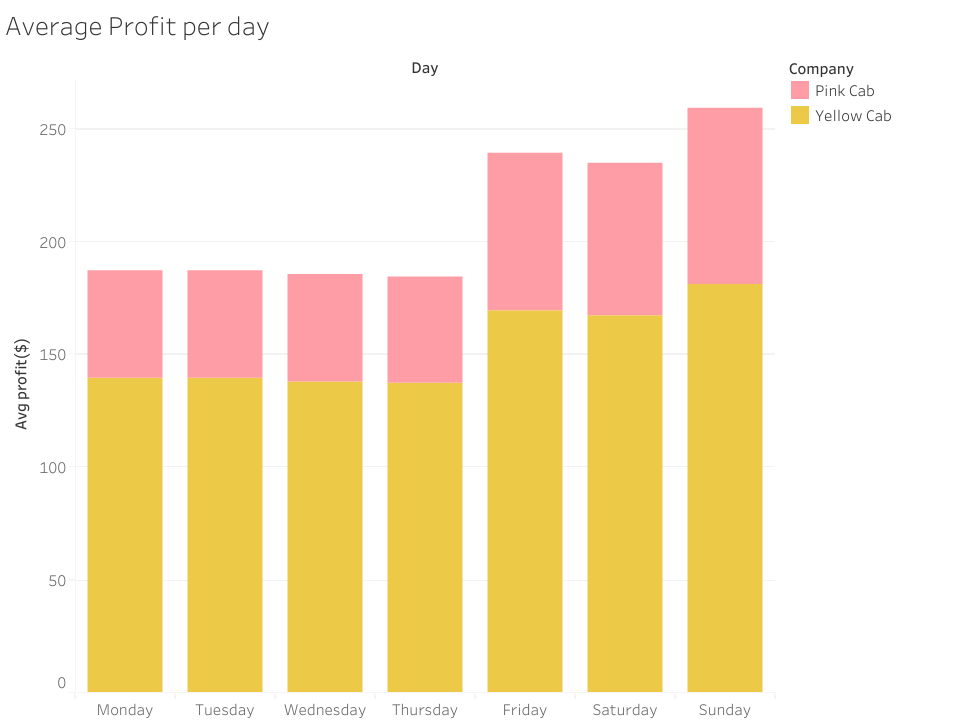 Average Profit per day
Day
Company
Pink Cab
Yellow Cab
250
200
150
100
50
0
Avg profit($)
Monday Tuesday Wednesday Thursday Friday Saturday Sunday